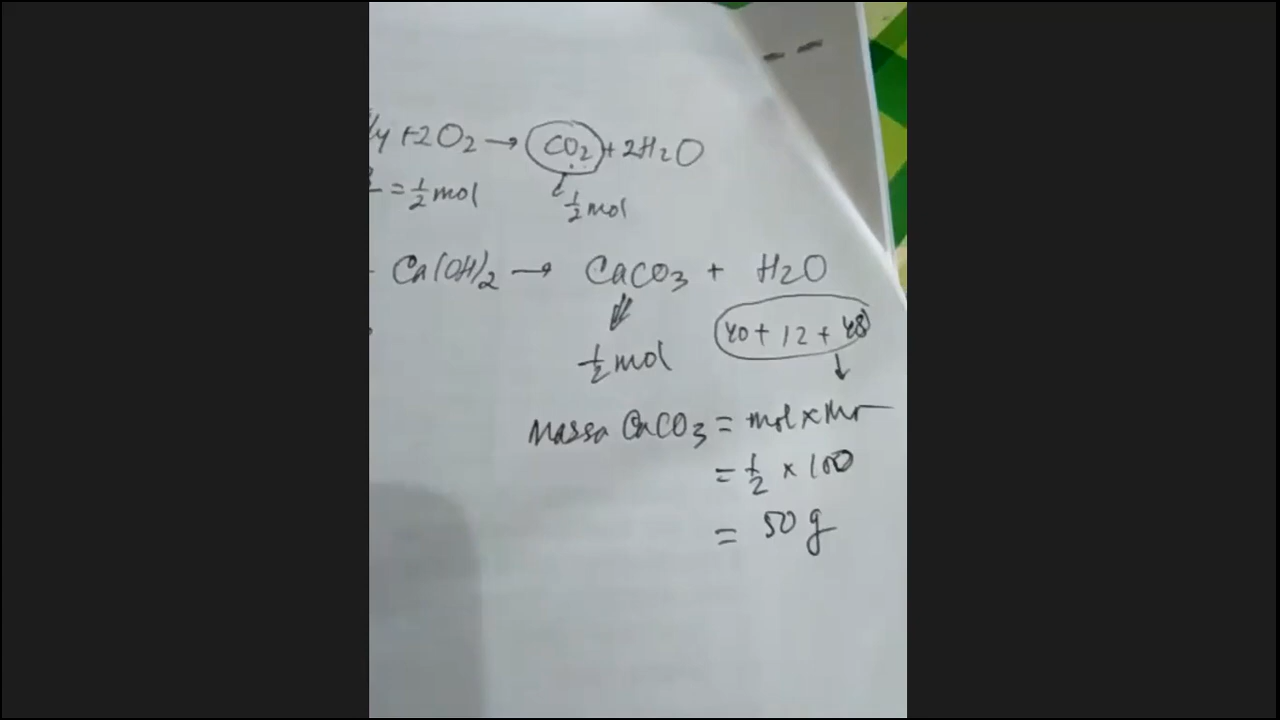 + 2O2 → CO2 + 2H2O
= 1/2 mol
1/2 mol
Ca(OH)2 → CaCO3 + H2O
1/2 mol
40 + 12 + 48
Massa CaCO3 = mol x Mr
= 1/2 x 100
= 50 g